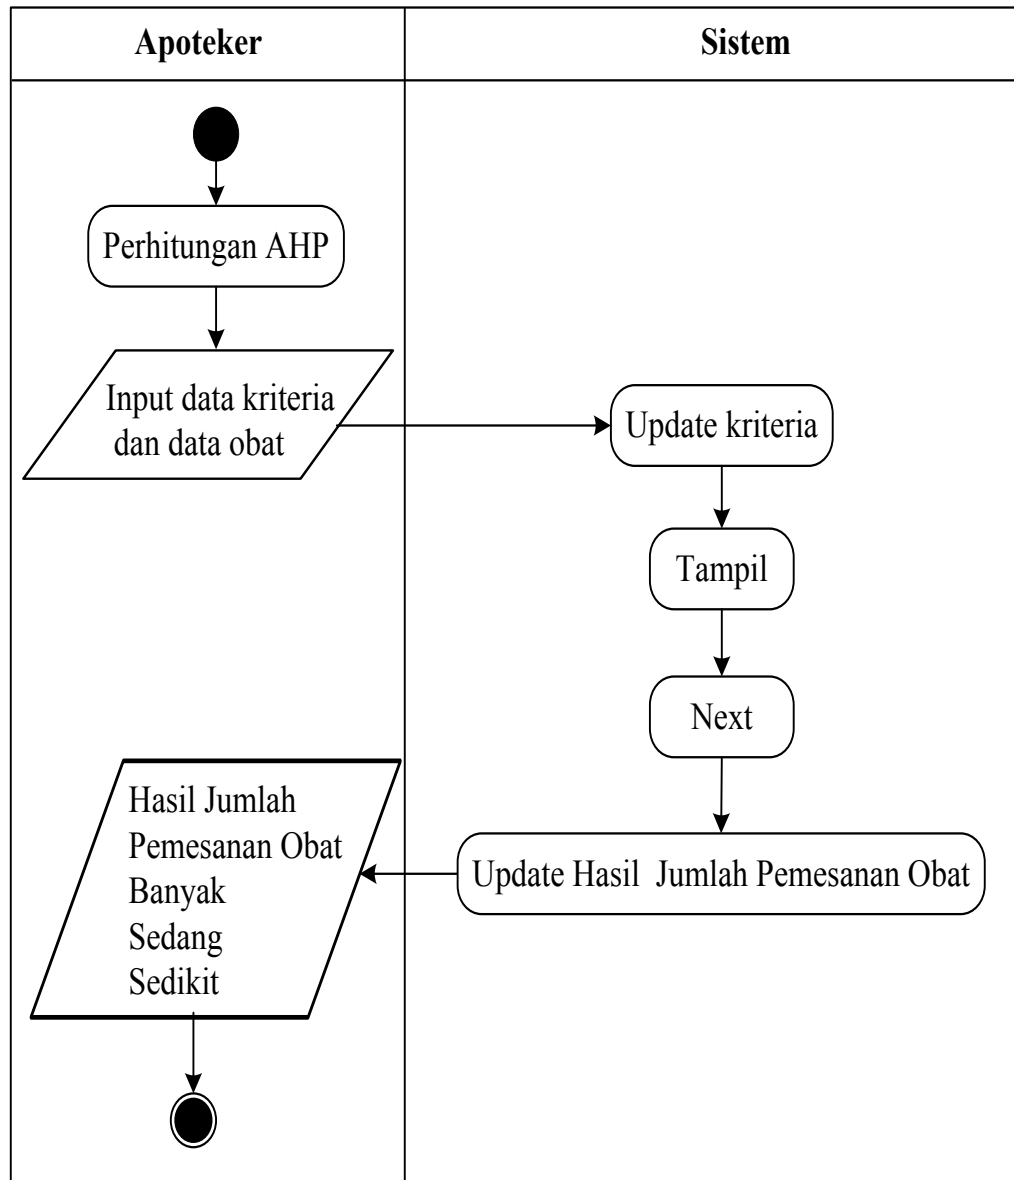 Apoteker
Sistem
Perhitungan AHP
Input data kriteria
dan data obat
Update kriteria
Tampil
Next
Update Hasil Jumlah Pemesanan Obat
Hasil Jumlah
Pemesanan Obat
Banyak
Sedang
Sedikit